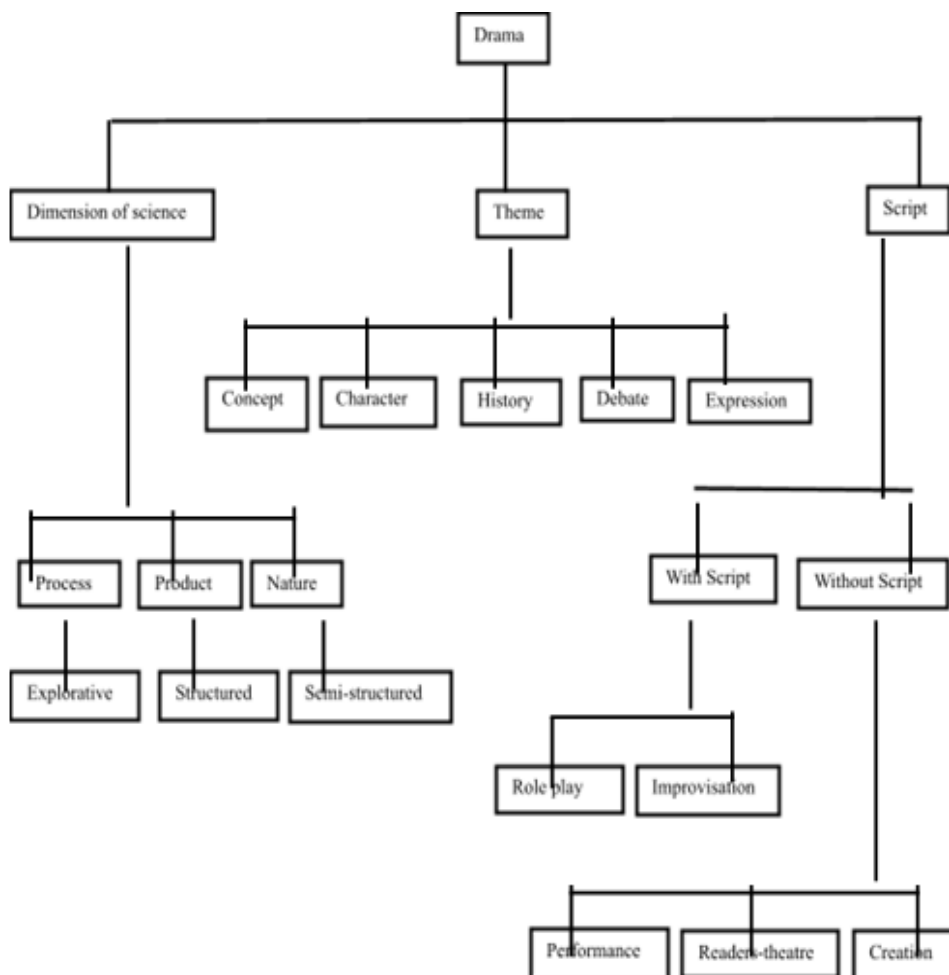 Drama
Dimension of science
Theme
Script
Concept
Character
History
Debate
Expression
Process
Product
Nature
With Script
Without Script
Explorative
Structured
Semi-structured
Role play
Improvisation
Performance
Readers-theatre
Creation